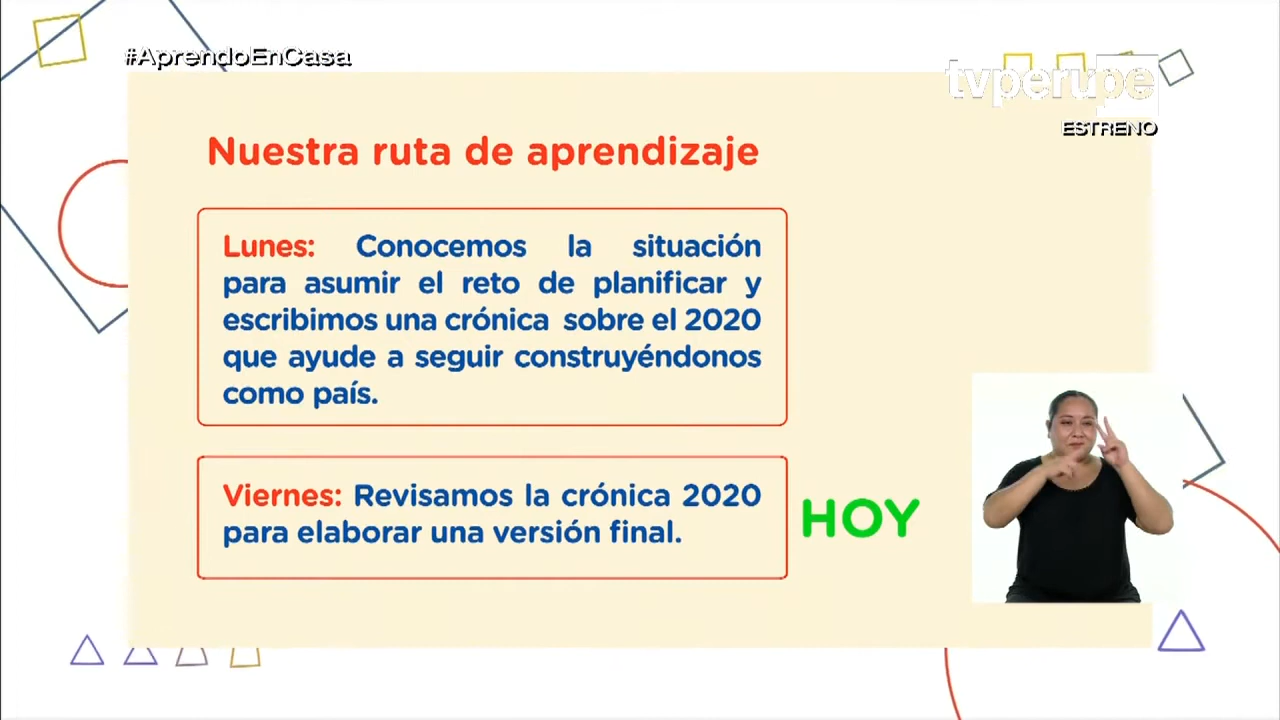 #AprendoEnCasa
tvperupe
ESTRENO
Nuestra ruta de aprendizaje
Lunes: Conocemos la situación
para asumir el reto de planificar y
escribimos una crónica sobre el 2020
que ayude a seguir construyéndonos
como país.
Viernes: Revisamos la crónica 2020
para elaborar una versión final.
HOY